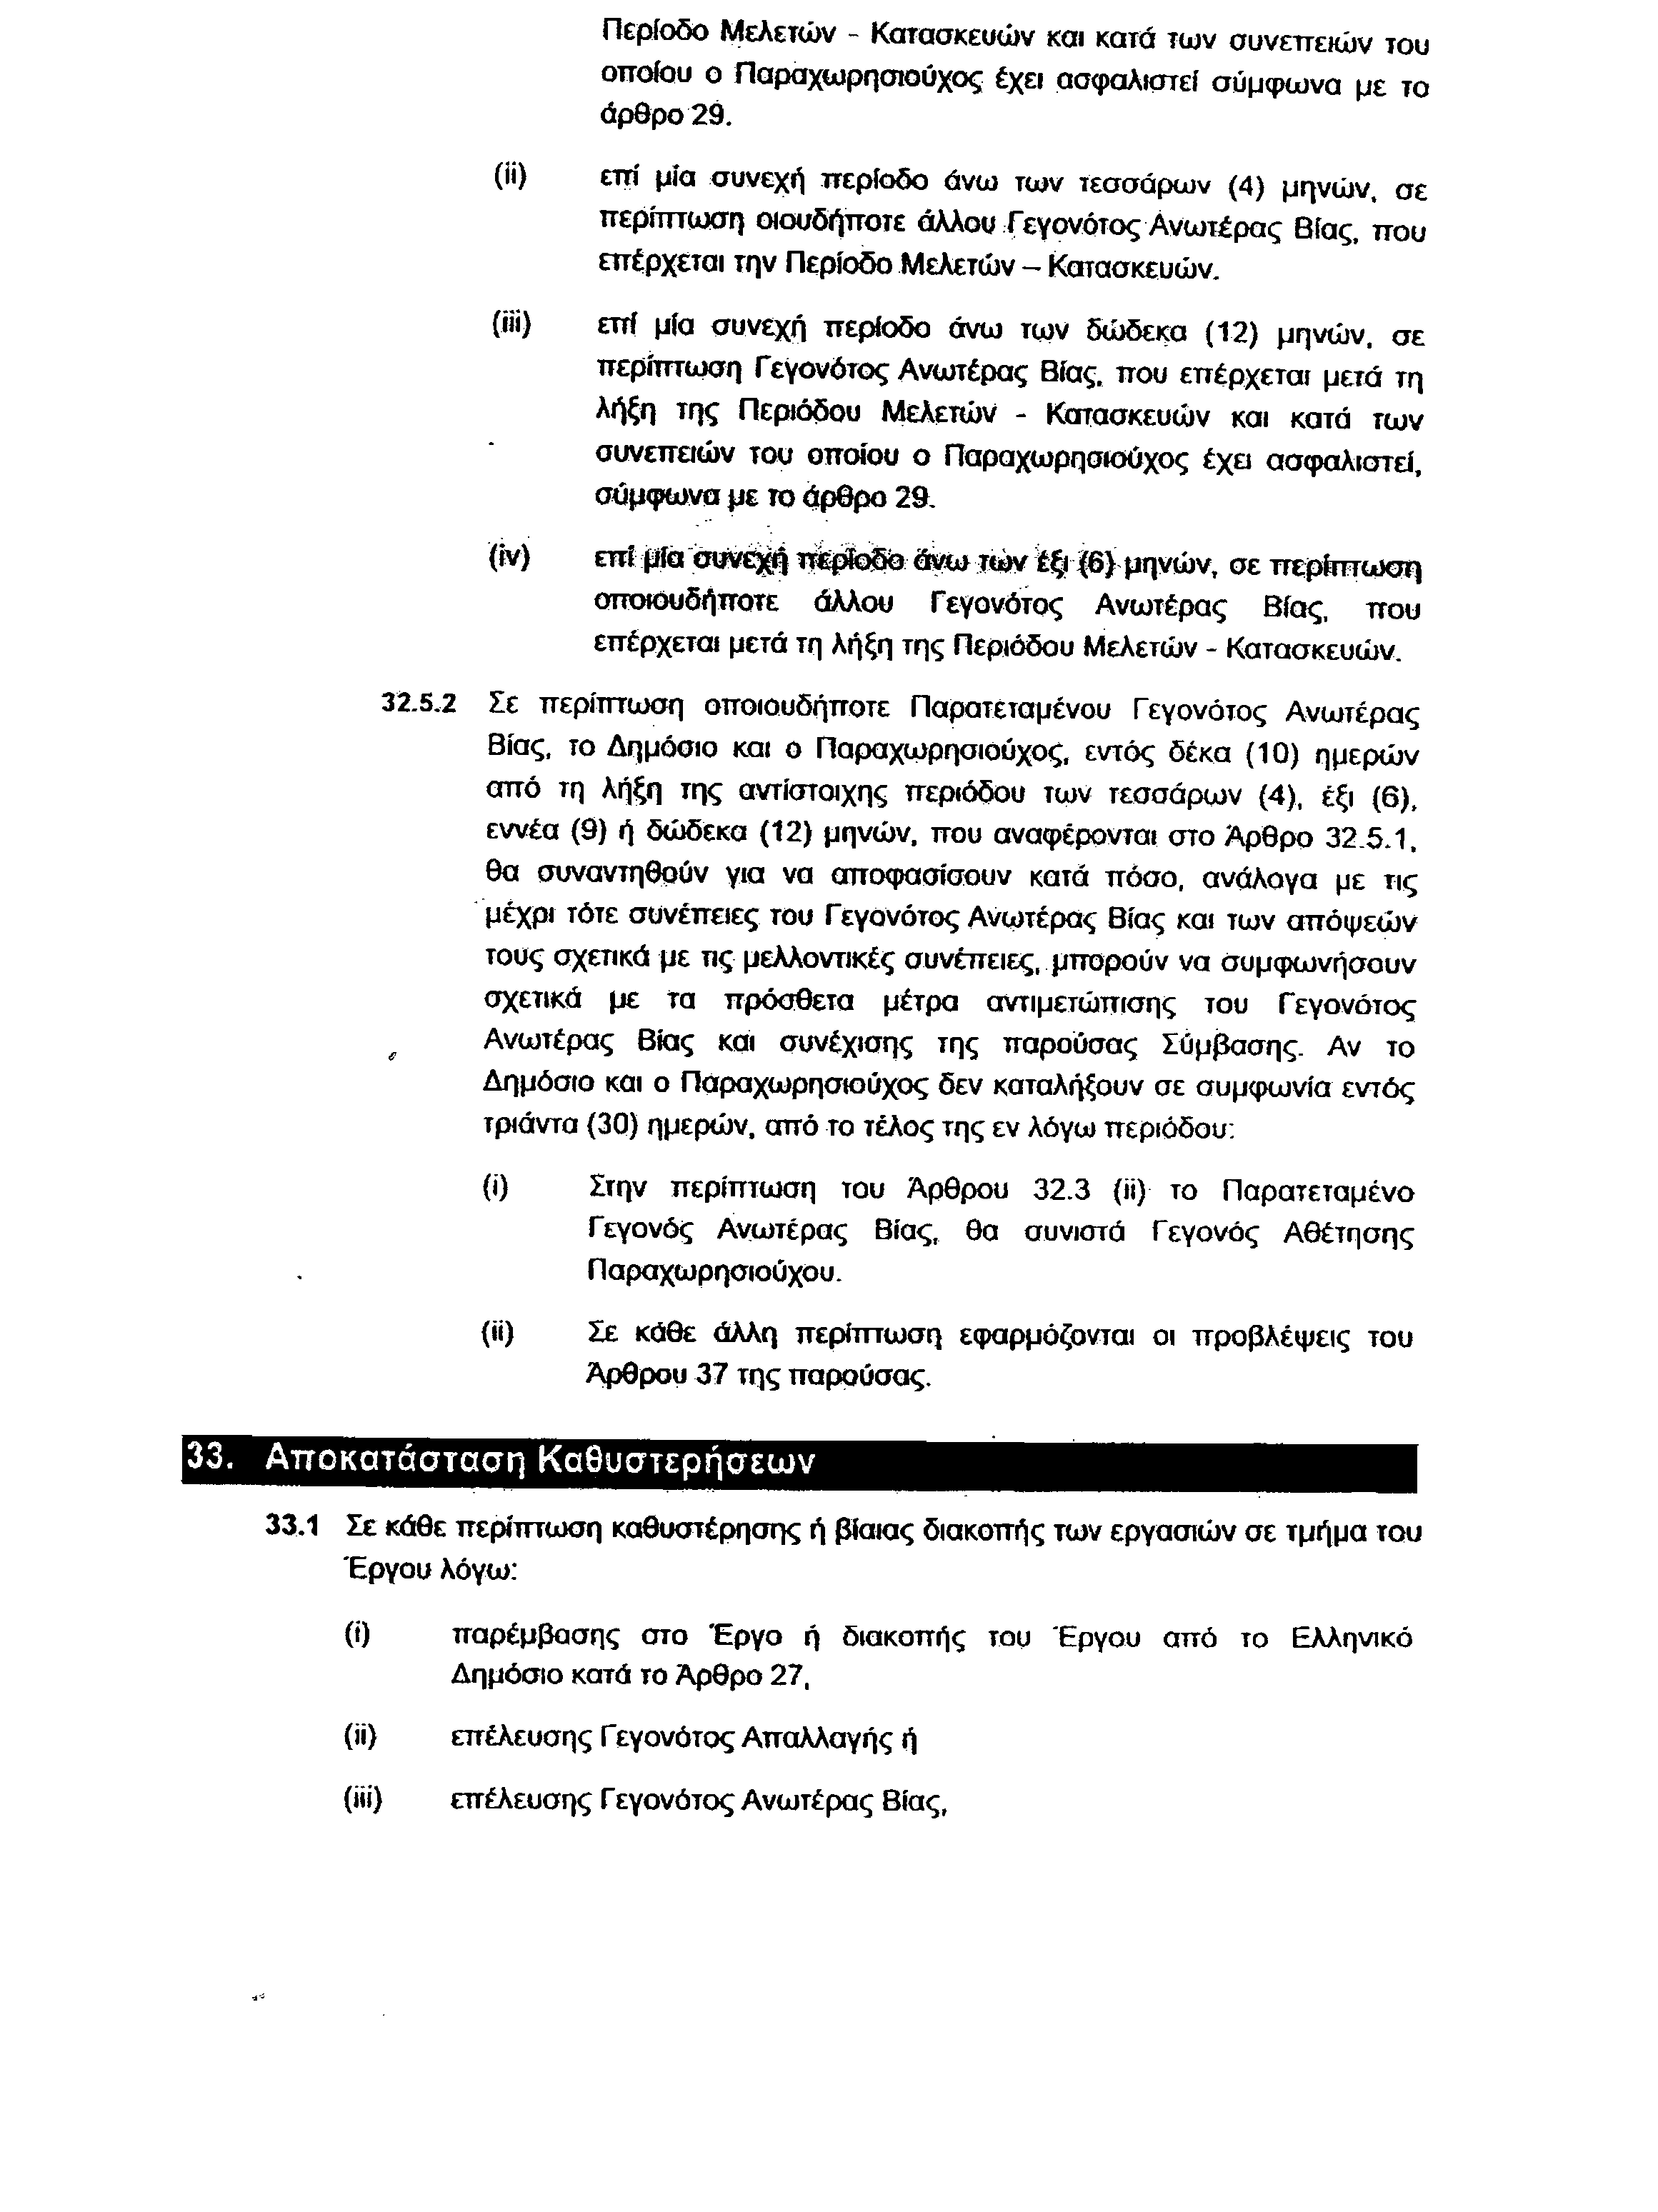 Περίοδο Μελετών - Κατασκευών και κατά των συνεπειών του
οποίου ο Παραχωρησιούχος έχει ασφαλιστεί σύμφωνα με το
άρθρο 29.
(ii) επί μία συνεχή περίοδο άνω των τεσσάρων (4) μηνών, σε
περίπτωση οιουδήποτε άλλου Γεγονότος Ανωτέρας Βίας, που
επέρχεται την Περίοδο Μελετών – Κατασκευών.
(iii) επί μία συνεχή περίοδο άνω των δώδεκα (12) μηνών, σε
περίπτωση Γεγονότος Ανωτέρας Βίας, που επέρχεται μετά τη
λήξη της Περιόδου Μελετών - Κατασκευών και κατά των
συνεπειών του οποίου ο Παραχωρησιούχος έχει ασφαλιστεί,
σύμφωνα με το άρθρο 29.
(iv) επί μία συνεχή περίοδο άνω των έξι (6) μηνών, σε περίπτωση
οποιουδήποτε άλλου Γεγονότος Ανωτέρας Βίας, που
επέρχεται μετά τη λήξη της Περιόδου Μελετών - Κατασκευών.
32.5.2 Σε περίπτωση οποιουδήποτε Παρατεταμένου Γεγονότος Ανωτέρας
Βίας, το Δημόσιο και ο Παραχωρησιούχος, εντός δέκα (10) ημερών
από τη λήξη της αντίστοιχης περιόδου των τεσσάρων (4), έξι (6),
εννέα (9) ή δώδεκα (12) μηνών, που αναφέρονται στο Άρθρο 32.5.1,
θα συναντηθούν για να αποφασίσουν κατά πόσο, ανάλογα με τις
μέχρι τότε συνέπειες του Γεγονότος Ανωτέρας Βίας και των απόψεών
τους σχετικά με τις μελλοντικές συνέπειες, μπορούν να συμφωνήσουν
σχετικά με τα πρόσθετα μέτρα αντιμετώπισης του Γεγονότος
Ανωτέρας Βίας και συνέχισης της παρούσας Σύμβασης. Αν το
Δημόσιο και ο Παραχωρησιούχος δεν καταλήξουν σε συμφωνία εντός
τριάντα (30) ημερών, από το τέλος της εν λόγω περιόδου:
(i) Στην περίπτωση του Άρθρου 32.3 (ii) το Παρατεταμένο
Γεγονός Ανωτέρας Βίας, θα συνιστά Γεγονός Αθέτησης
Παραχωρησιούχου.
(ii) Σε κάθε άλλη περίπτωση εφαρμόζονται οι προβλέψεις του
Άρθρου 37 της παρούσας.
33. Αποκατάσταση Καθυστερήσεων
33.1 Σε κάθε περίπτωση καθυστέρησης ή βίαιας διακοπής των εργασιών σε τμήμα του
Έργου λόγω:
(i) παρέμβασης στο Έργο ή διακοπής του Έργου από το Ελληνικό
Δημόσιο κατά το Άρθρο 27,
(ii) επέλευσης Γεγονότος Απαλλαγής ή
(iii) επέλευσης Γεγονότος Ανωτέρας Βίας,